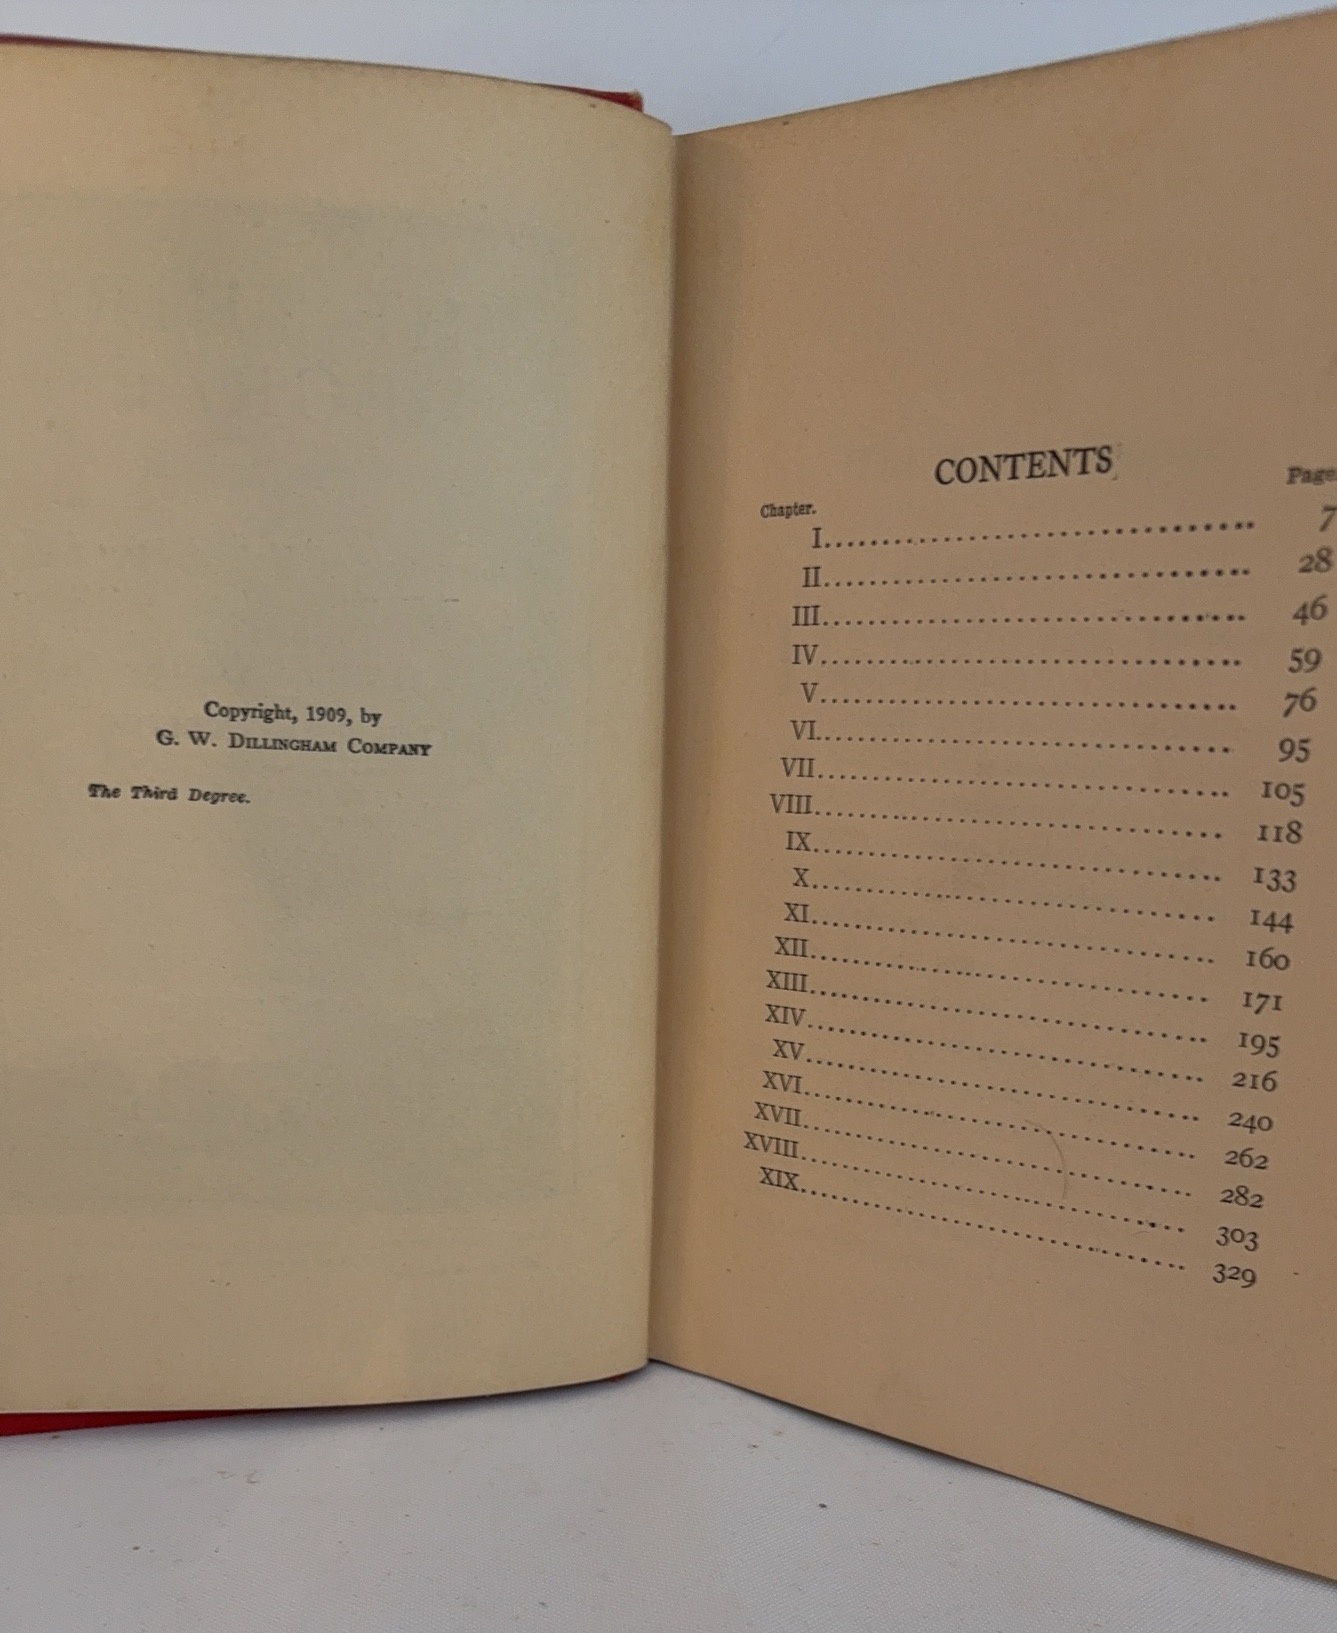 Copyright, 1909, by
G. W. DILLINGHAM COMPANY
The Third Degree.
CONTENTS
Chapter. Page.
I........................................ 7
II........................................ 28
III........................................ 46
IV........................................ 59
V........................................ 76
VI........................................ 95
VII........................................ 105
VIII........................................ 118
IX........................................ 133
X........................................ 144
XI........................................ 160
XII........................................ 171
XIII........................................ 195
XIV........................................ 216
XV........................................ 240
XVI........................................ 262
XVII........................................ 282
XVIII........................................ 303
XIX........................................ 329